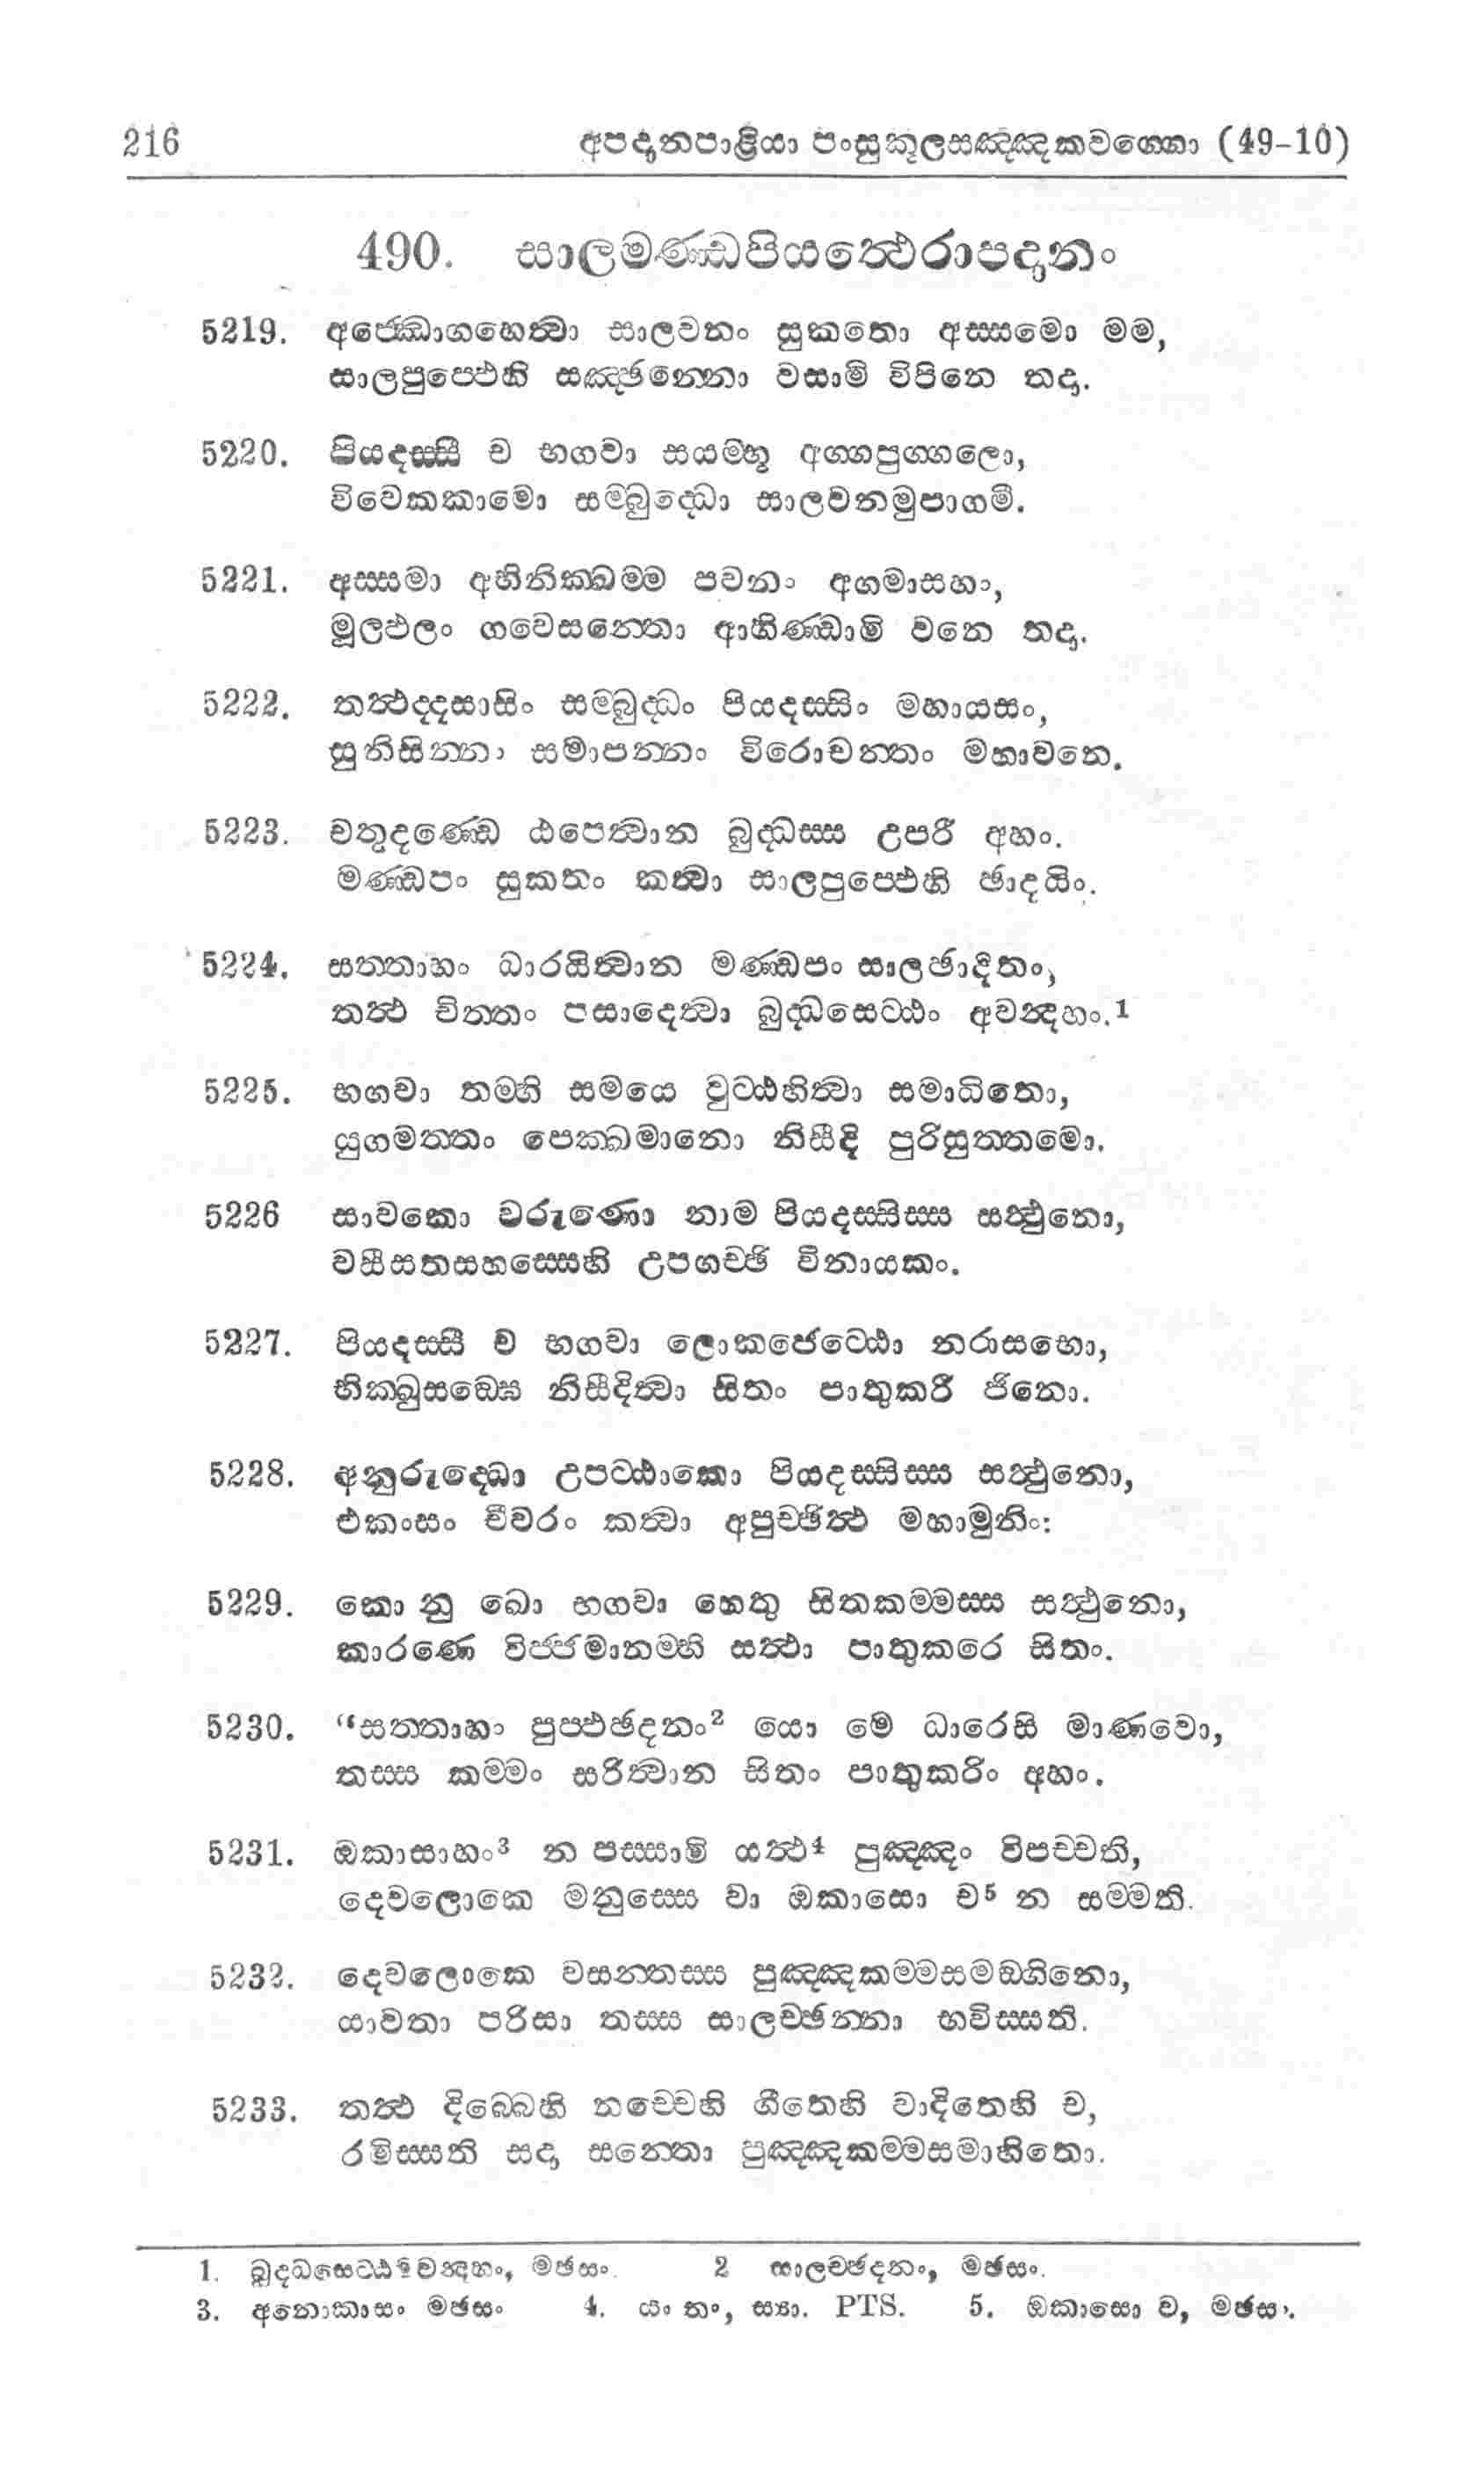 216 අපදානපාළියා පංසුකූලසඤ්ඤකවග්ගො (49-10)
490. සාලමණ්ඩපියත්ථෙරාපදානං
5219. අජ්ඣොගහෙත්වා සාලවනං සුකතො අස්සමො මම,
සාලපුප්ඵෙහි සඤ්ඡන්නො වසාමි විපිනෙ තදා.
5220. පියදස්සී ච භගවා සයම්භූ අග්ගපුග්ගලො,
විවෙකකාමො සම්බුද්ධො සාලවනමුපාගමී.
5221. අස්සමා අභිනික්ඛම්ම පවනං අගමාසහං,
මූලඵලං ගවෙසන්තො ආහිණ්ඩාමි වනෙ තදා.
5222. තත්ථද්දසාසිං සම්බුද්ධං පියදස්සිං මහායසං,
සුනිසින්නං සමාපන්නං විරොචන්තං මහාවනෙ.
5223. චතුදණ්ඩෙ ඨපෙත්වාන බුද්ධස්ස උපරී අහං.
මණ්ඩපං සුකතං කත්වා සාලපුප්ඵෙහි ඡාදයිං.
5224. සත්තාහං ධාරයිත්වාන මණ්ඩපං සාලඡාදිතං,
තත්ථ චිත්තං පසාදෙත්වා බුද්ධසෙට්ඨං අවන්දහං.1
5225. භගවා තම්හි සමයෙ වුට්ඨහිත්වා සමාධිතො,
යුගමත්තං පෙක්ඛමානො නිසීදි පුරිසුත්තමො.
5226 සාවකො වරුණො නාම පියදස්සිස්ස සත්ථුනො,
වසීසතසහස්සෙහි උපගච්ඡි විනායකං.
5227. පියදස්සී ච භගවා ලොකජෙට්ඨො නරාසභො,
භික්ඛුසඞ්ඝෙ නිසීදිත්වා සිතං පාතුකරී ජිනො.
5228. අනුරුද්ධො උපට්ඨාකො පියදස්සිස්ස සත්ථුනො,
එකංසං චීවරං කත්වා අපුච්ඡිත්ථ මහාමුනිං:
5229. කො නු ඛො භගවා හෙතු සිතකම්මස්ස සත්ථුනො,
කාරණෙ විජ්ජමානම්හි සත්ථා පාතුකරෙ සිතං.
5230. “සත්තාහං පුප්ඵඡදනං2 යො මෙ ධාරෙසි මාණවො,
තස්ස කම්මං සරිත්වාන සිතං පාතුකරිං අහං.
5231. ඔකාසාහං3 න පස්සාමි යත්ථ4 පුඤ්ඤං විපච්චති,
දෙවලොකෙ මනුස්සෙ වා ඔකාසො ච5 න සම්මති.
5232. දෙවලොකෙ වසන්තස්ස පුඤ්ඤකම්මසමඞ්ගිනො,
යාවතා පරිසා තස්ස සාලච්ඡන්නා භවිස්සති.
5233. තත්ථ දිබ්බෙහි නච්චෙහි ගීතෙහි වාදිතෙහි ච,
රමිස්සති සදා සන්තො පුඤ්ඤකම්මසමාහිතො.
1. බුද්ධසෙට්ඨමවන්දහං, මඡසං. 2 සාලච්ඡදනං, මඡසං.
3. අනොකාසං මඡසං 4. යං තං, ස්‍යා. PTS. 5. ඔකාසො ව, මඡසං.